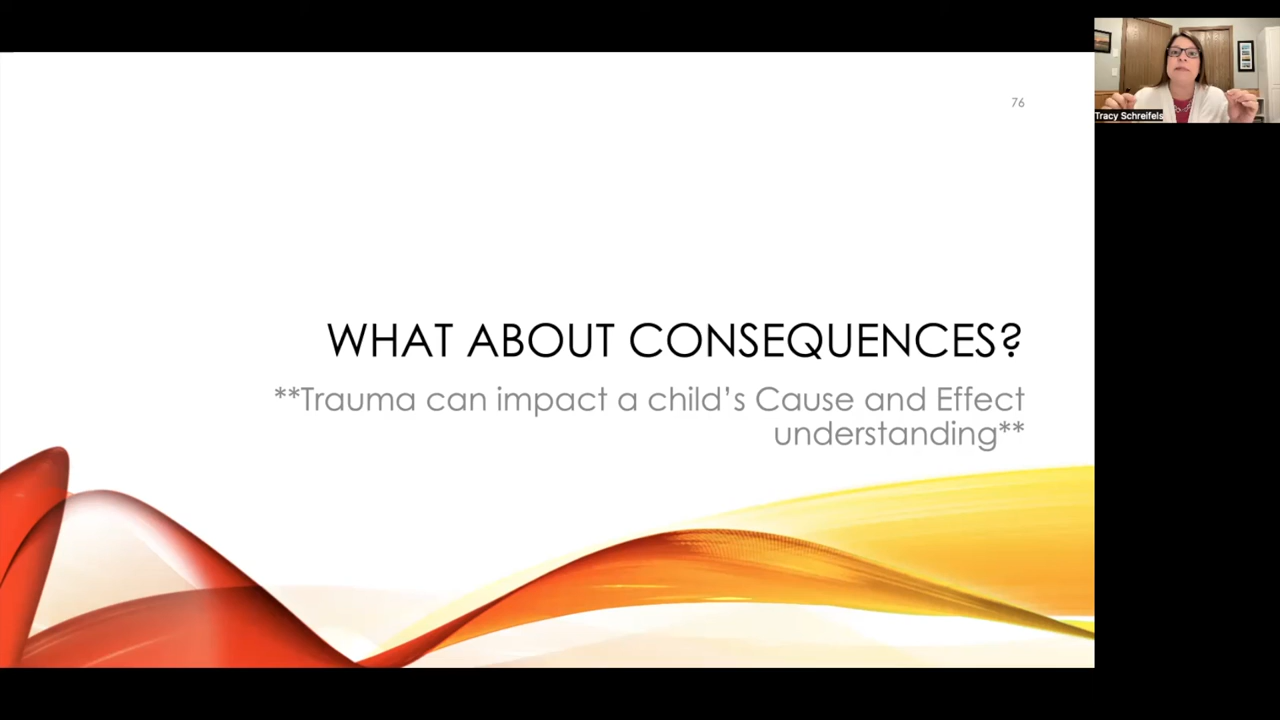 76
WHAT ABOUT CONSEQUENCES?
**Trauma can impact a child's Cause and Effect
understanding**
Tracy Schreifels